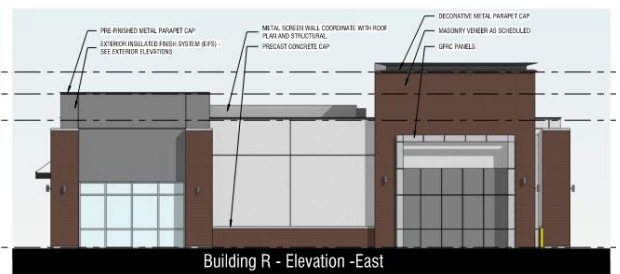 PRE-FINISHED METAL PARAPET CAP
EXTERIOR INSULATED FINISH SYSTEM (EIFS) -
SEE EXTERIOR ELEVATIONS
METAL SCREEN WALL COORDINATE WITH ROOF
PLAN AND STRUCTURAL.
PRECAST CONCRETE CAP
DECORATIVE METAL PARAPET CAP
MASONRY VENEER AS SCHEDULED
GFRC PANELS
Building R - Elevation -East